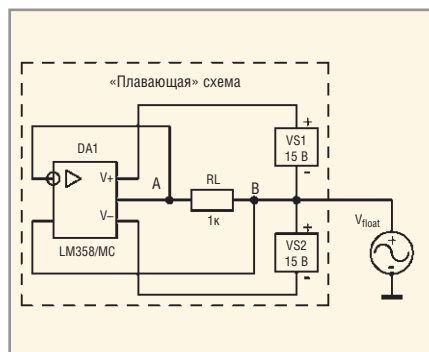 «Плавающая» схема
DA1
V+
V–
LM358/MC
A
RL
1к
B
+
VS1
15 В
-
+
VS2
15 В
-
Vfloat
+
-